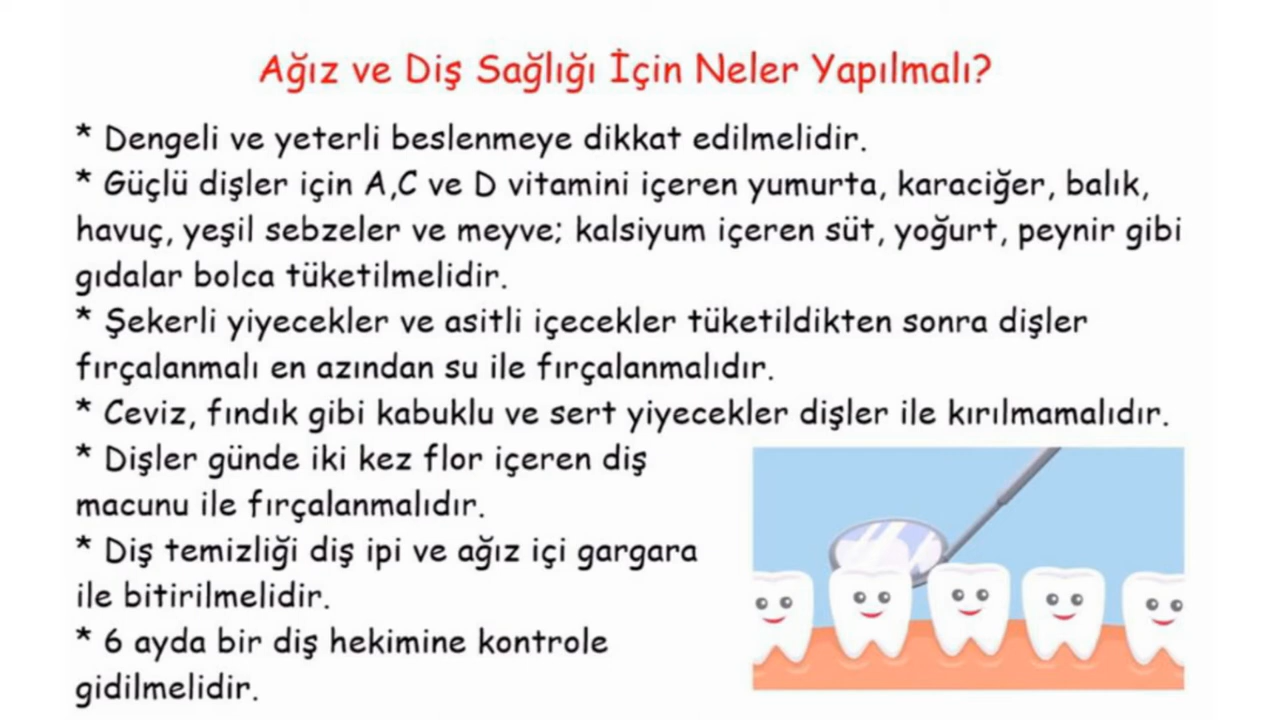 Ağız ve Diş Sağlığı İçin Neler Yapılmalı?
* Dengeli ve yeterli beslenmeye dikkat edilmelidir.
* Güçlü dişler için A,C ve D vitamini içeren yumurta, karaciğer, balık,
havuç, yeşil sebzeler ve meyve; kalsiyum içeren süt, yoğurt, peynir gibi
gıdalar bolca tüketilmelidir.
* Şekerli yiyecekler ve asitli içecekler tüketildikten sonra dişler
fırçalanmalı en azından su ile fırçalanmalıdır.
* Ceviz, fındık gibi kabuklu ve sert yiyecekler dişler ile kırılmamalıdır.
* Dişler günde iki kez flor içeren diş
macunu ile fırçalanmalıdır.
* Diş temizliği diş ipi ve ağız içi gargara
ile bitirilmelidir.
* 6 ayda bir diş hekimine kontrole
gidilmelidir.